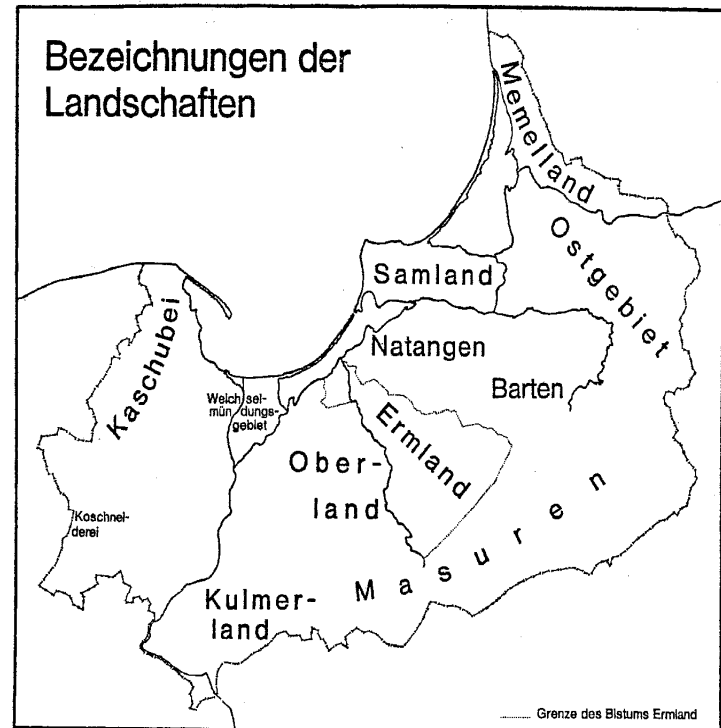 Bezeichnungen der
Landschaften
Memelland
Ostgebiet
Samland
Kaschubei
Natangen
Barten
Weichsel-
mündungs-
gebiet
Ermland
Ober-
land
Koschnei-
derei
Masuren
Kulmer-
land
Grenze des Bistums Ermland